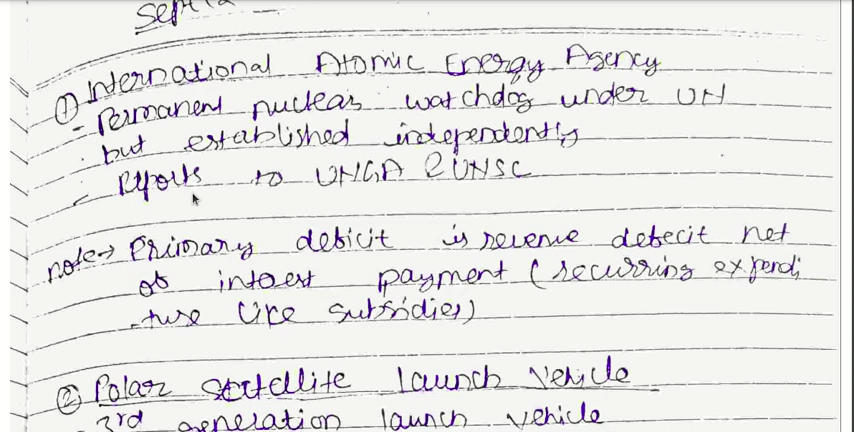 Sept
① International Atomic Energy Agency
- Permanent nuclear watchdog under UN
but established independently
- Reports to UNGA & UNSC
note→ Primary deficit is revenue defecit net
of interest payment (recurring expendi
-ture like subsidies)
② Polar Satellite Launch Vehicle
- 3rd generation launch vehicle